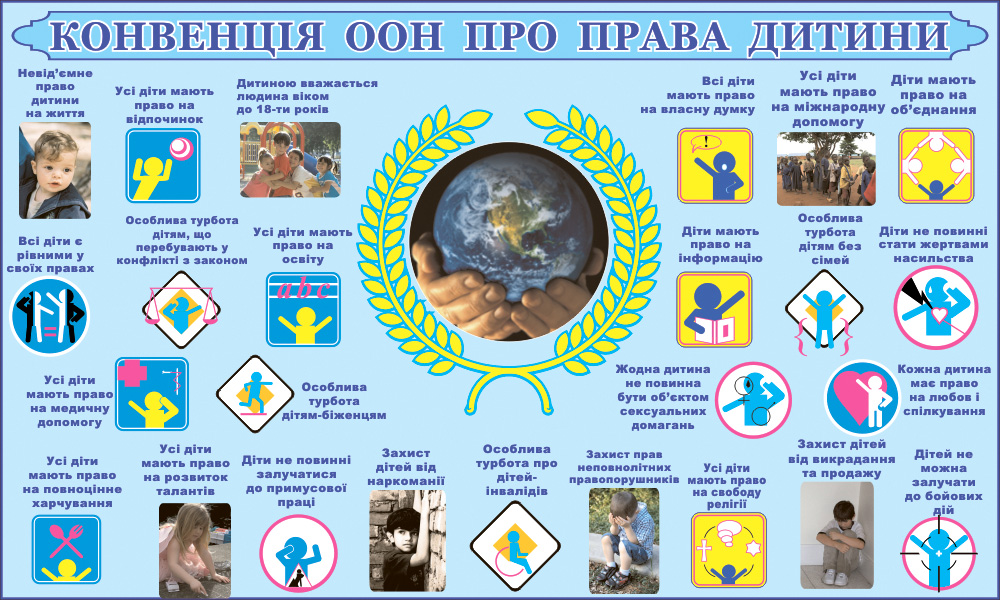 КОНВЕНЦІЯ ООН ПРО ПРАВА ДИТИНИ
Невід'ємне
право
дитини
на життя
Усі діти мають
право на
відпочинок
Дитиною вважається
людина віком
до 18-ти років
Всі діти
мають право
на власну думку
!
Усі діти
мають право
на міжнародну
допомогу
Діти мають
право на
об'єднання
Всі діти є
рівними у
своїх правах
Особлива турбота
дітям, що
перебувають у
конфлікті з законом
Усі діти мають
право на
освіту
a b c
Діти мають
право на
інформацію
Особлива
турбота
дітям без
сімей
Діти не повинні
стати жертвами
насильства
Усі діти
мають право
на медичну
допомогу
Особлива
турбота
дітям-біженцям
Жодна дитина
не повинна
бути об'єктом
сексуальних
домагань
Кожна дитина
має право
на любов і
спілкування
Усі діти
мають право
на повноцінне
харчування
Усі діти
мають право
на розвиток
талантів
Діти не повинні
залучатися
до примусової
праці
Захист
дітей від
наркоманії
Особлива
турбота про
дітей-
інвалідів
Захист прав
неповнолітних
правопорушників
Усі діти
мають право
на свободу
релігії
Захист дітей
від викрадання
та продажу
Дітей не
можна
залучати
до бойових
дій